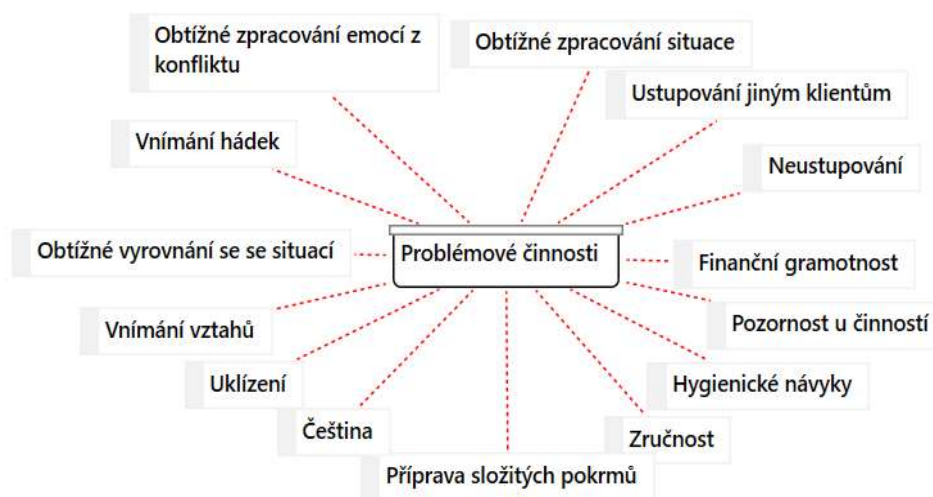 Obtížné zpracování emocí z
konfliktu
Obtížné zpracování situace
Ustupování jiným klientům
Vnímání hádek
Neustupování
Obtížné vyrovnání se se situací
Problémové činnosti
Finanční gramotnost
Vnímání vztahů
Pozornost u činností
Uklízení
Hygienické návyky
Čeština
Zručnost
Příprava složitých pokrmů